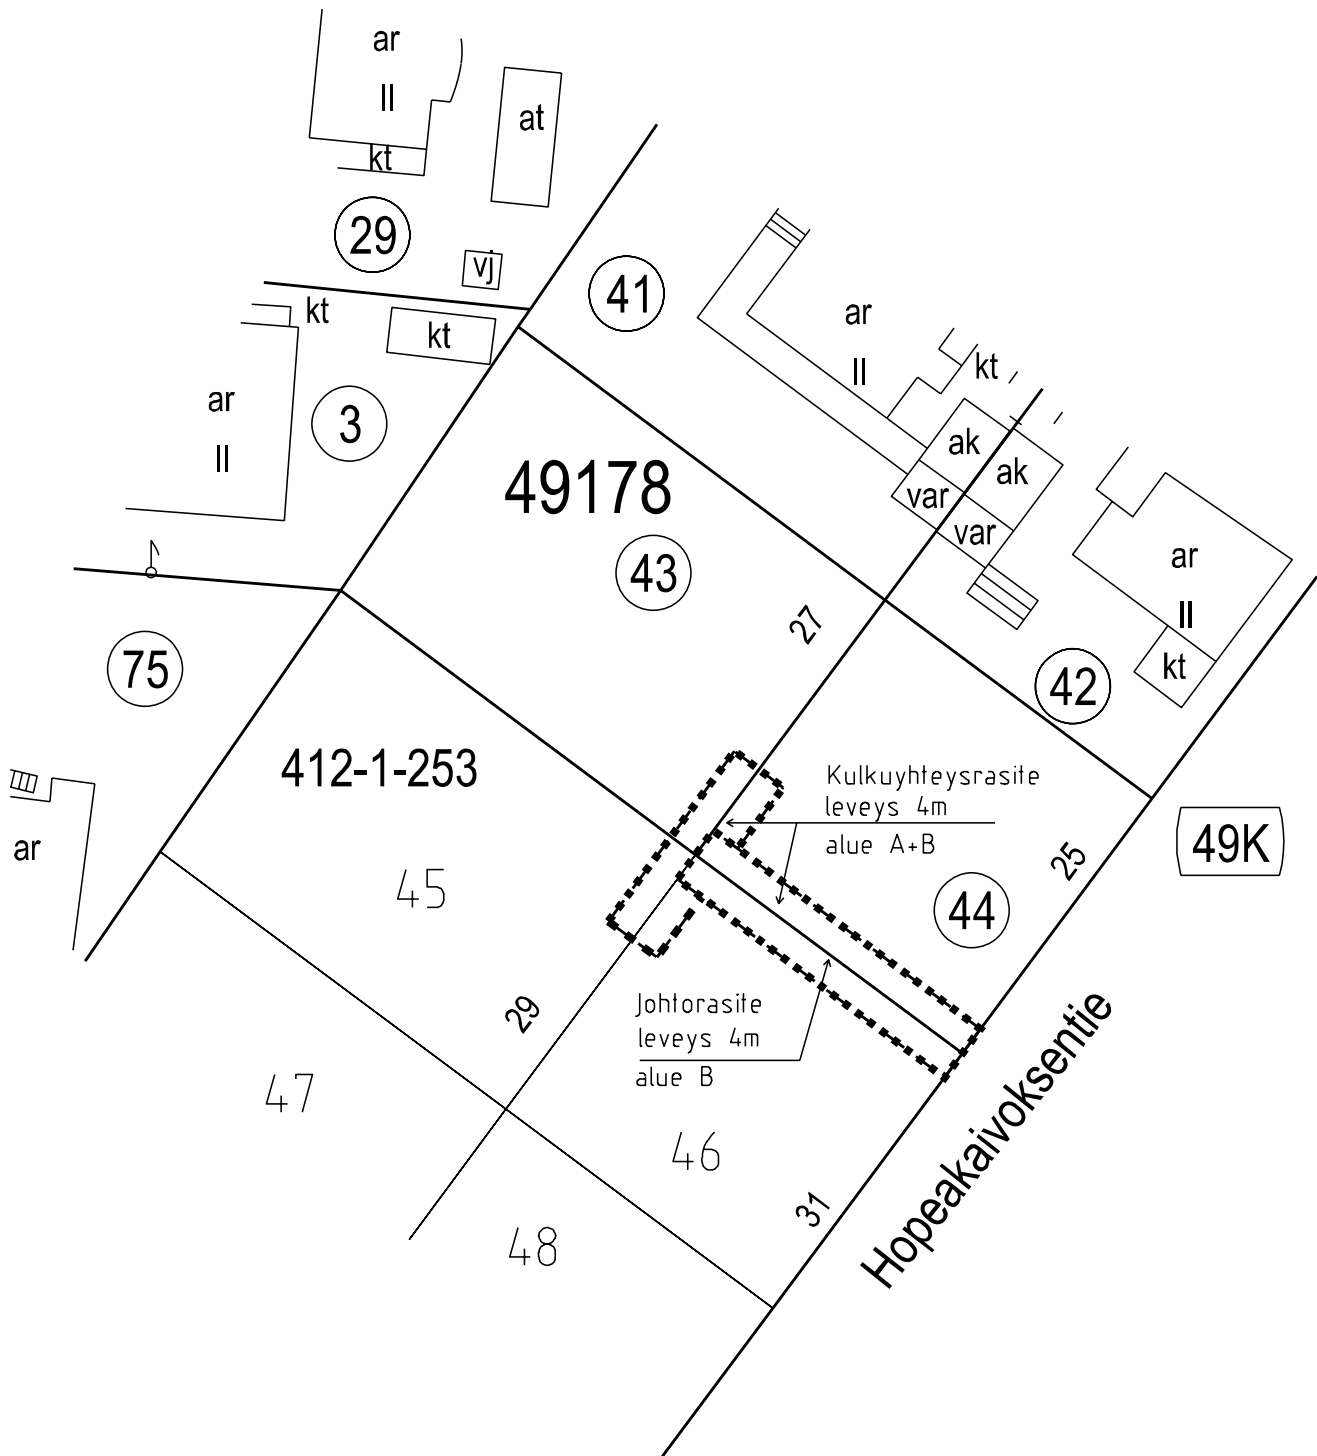 ar
II
kt
at
29
vj
41
kt
kt
ar
II
kt
ar
II
3
ak
ak
var
var
49178
43
27
ar
II
kt
42
75
412-1-253
Kulkuyhteysrasite
leveys 4m
alue A+B
25
49K
ar
45
44
29
Johtorasite
leveys 4m
alue B
47
46
31
48
Hopeakaivoksentie